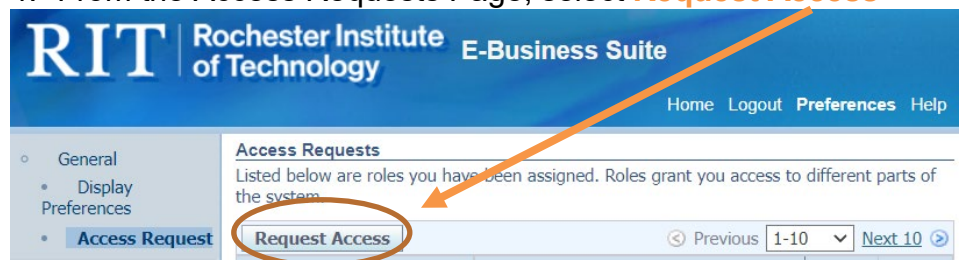 4. From the Access Requests Page, select Request Access
RIT Rochester Institute of Technology E-Business Suite
Home Logout Preferences Help
General
Display Preferences
Access Request
Access Requests
Listed below are roles you have been assigned. Roles grant you access to different parts of
the system.
Request Access
Previous 1-10 Next 10